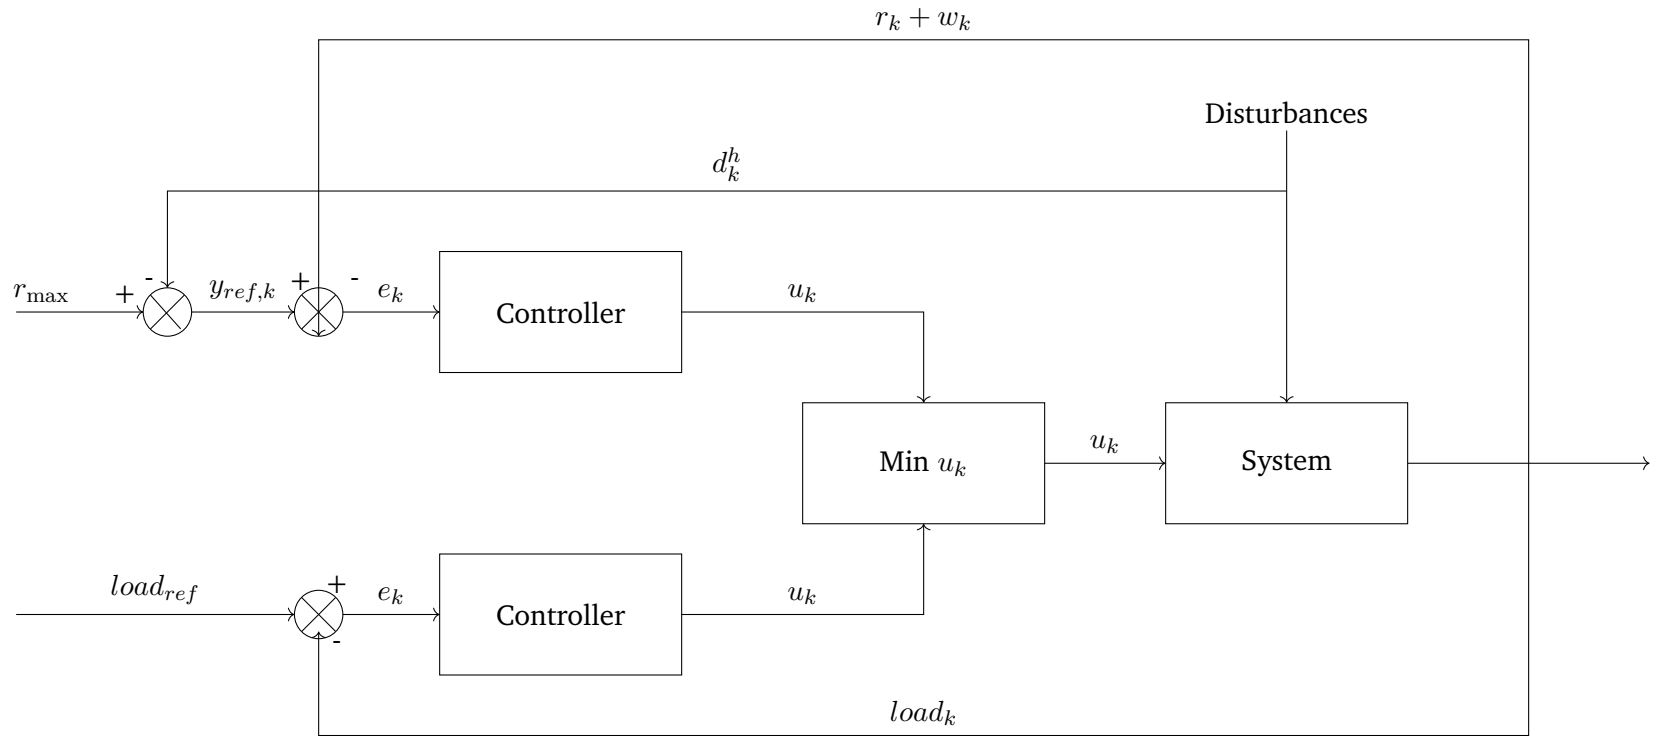 r_k + w_k
Disturbances
d_k^h
r_max
+
-
y_ref,k
+
-
e_k
Controller
u_k
Min u_k
u_k
System
load_ref
+
-
e_k
Controller
u_k
load_k